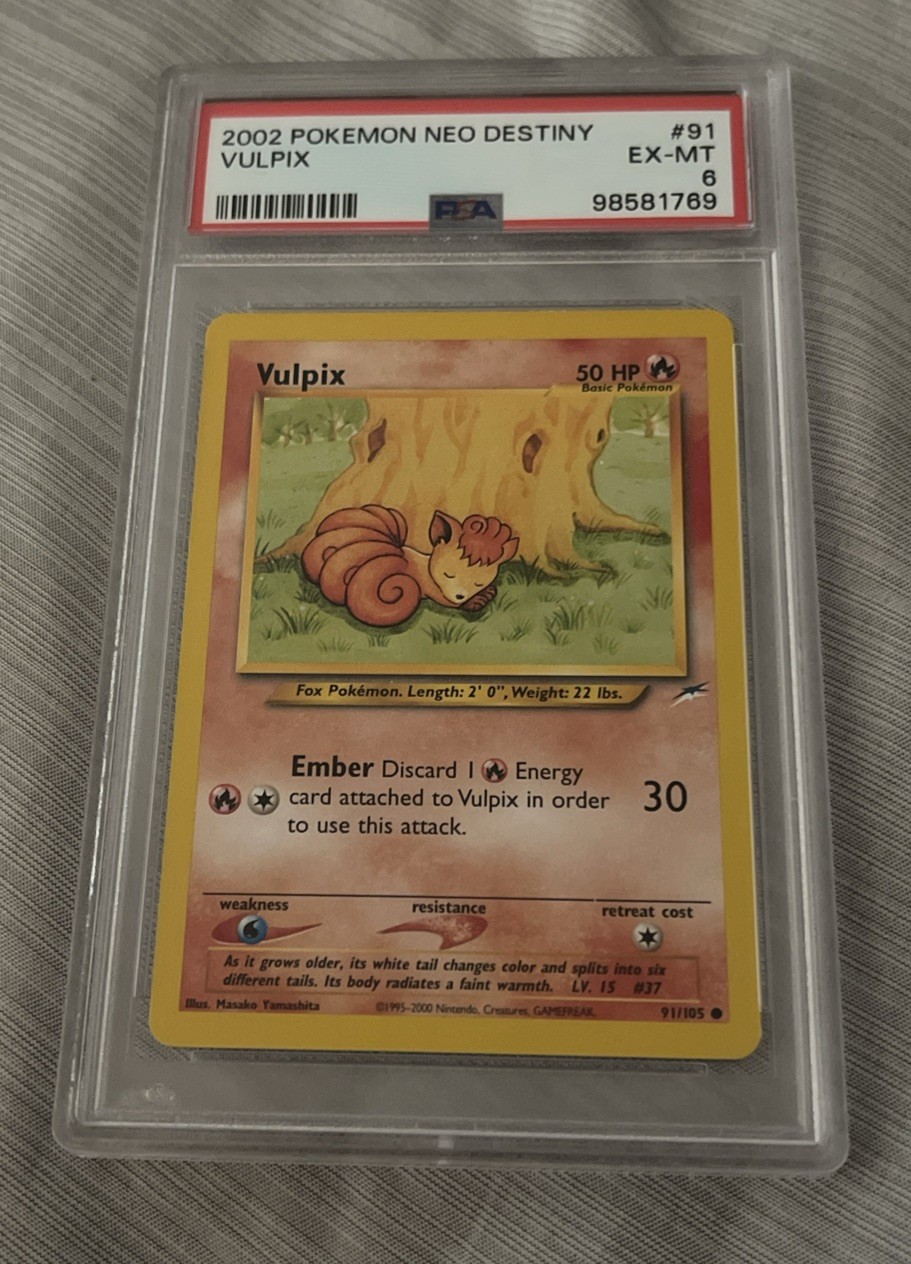 2002 POKEMON NEO DESTINY #91
VULPIX EX-MT
6
PSA 98581769
Vulpix 50 HP
Basic Pokémon
Fox Pokémon. Length: 2' 0", Weight: 22 lbs.
Ember Discard 1 Energy
card attached to Vulpix in order 30
to use this attack.
weakness resistance retreat cost
As it grows older, its white tail changes color and splits into six
different tails. Its body radiates a faint warmth. LV. 15 #37
Illus. Masako Yamashita ©1995-2000 Nintendo, Creatures, GAMEFREAK. 91/105